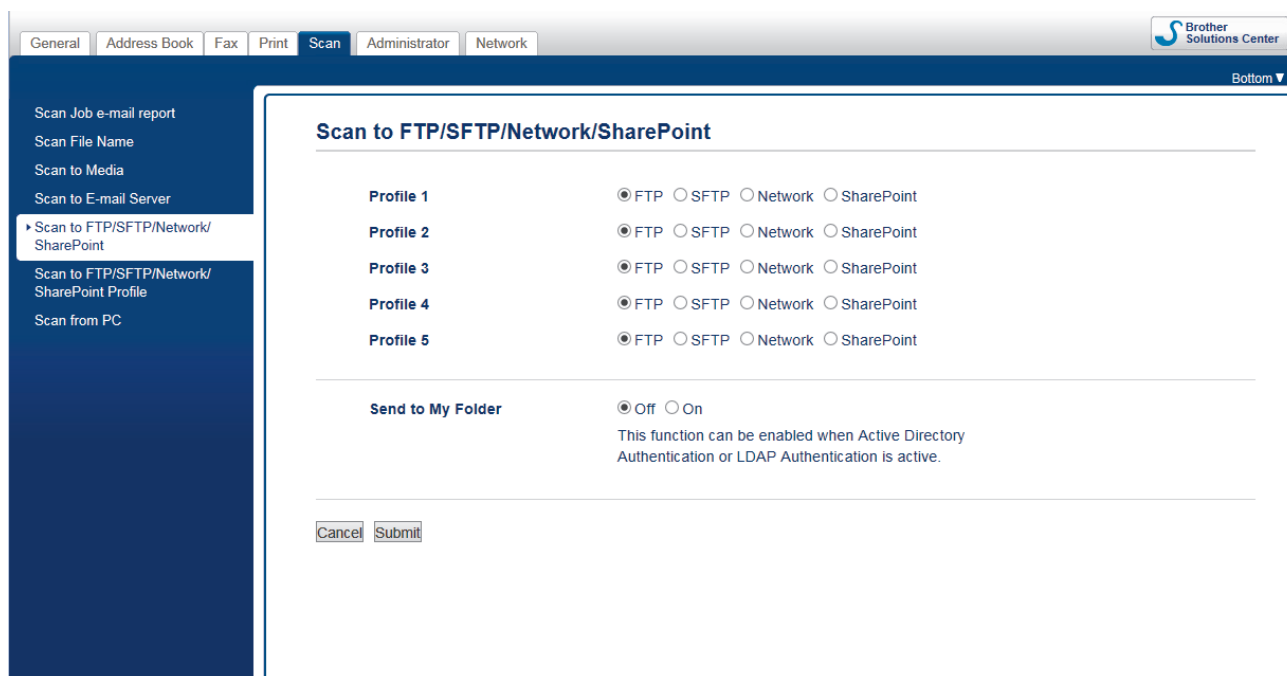 General Address Book Fax Print Scan Administrator Network
Brother
Solutions Center
Bottom▼
Scan Job e-mail report
Scan File Name
Scan to Media
Scan to E-mail Server
Scan to FTP/SFTP/Network/
SharePoint
Scan to FTP/SFTP/Network/
SharePoint Profile
Scan from PC
Scan to FTP/SFTP/Network/SharePoint
Profile 1 FTP SFTP Network SharePoint
Profile 2 FTP SFTP Network SharePoint
Profile 3 FTP SFTP Network SharePoint
Profile 4 FTP SFTP Network SharePoint
Profile 5 FTP SFTP Network SharePoint
Send to My Folder Off On
This function can be enabled when Active Directory
Authentication or LDAP Authentication is active.
Cancel Submit